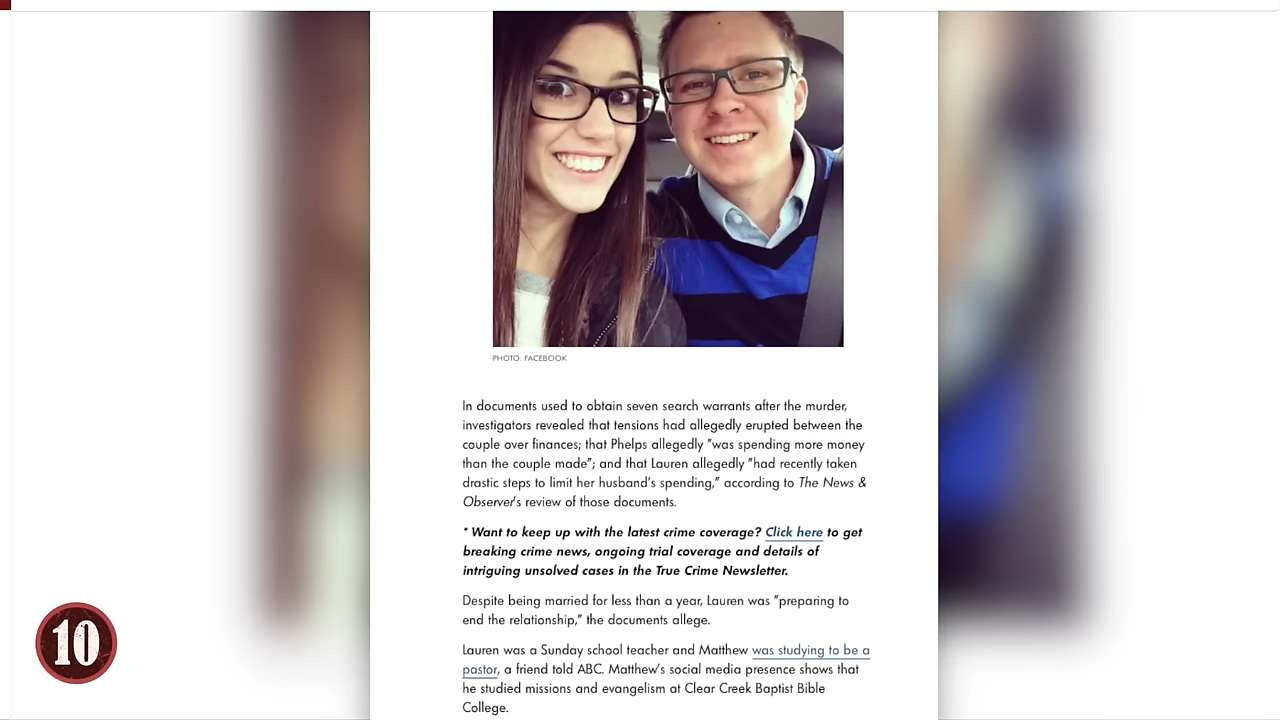 PHOTO: FACEBOOK
In documents used to obtain seven search warrants after the murder,
investigators revealed that tensions had allegedly erupted between the
couple over finances; that Phelps allegedly "was spending more money
than the couple made"; and that Lauren allegedly "had recently taken
drastic steps to limit her husband's spending," according to The News &
Observer's review of those documents.
* Want to keep up with the latest crime coverage? Click here to get
breaking crime news, ongoing trial coverage and details of
intriguing unsolved cases in the True Crime Newsletter.
Despite being married for less than a year, Lauren was "preparing to
end the relationship," the documents allege.
Lauren was a Sunday school teacher and Matthew was studying to be a
pastor, a friend told ABC. Matthew's social media presence shows that
he studied missions and evangelism at Clear Creek Baptist Bible
College.
10